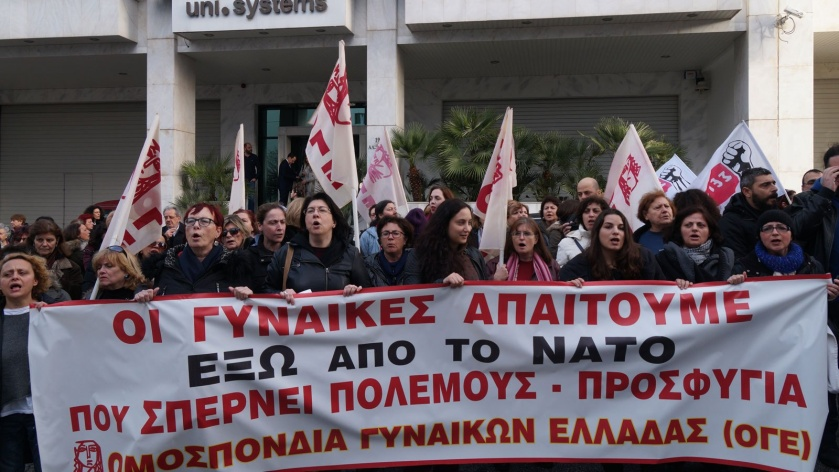 uni.systems
ΟΙ ΓΥΝΑΙΚΕΣ ΑΠΑΙΤΟΥΜΕ
ΕΞΩ ΑΠΟ ΤΟ ΝΑΤΟ
ΠΟΥ ΣΠΕΡΝΕΙ ΠΟΛΕΜΟΥΣ - ΠΡΟΣΦΥΓΙΑ
ΟΜΟΣΠΟΝΔΙΑ ΓΥΝΑΙΚΩΝ ΕΛΛΑΔΑΣ (ΟΓΕ)